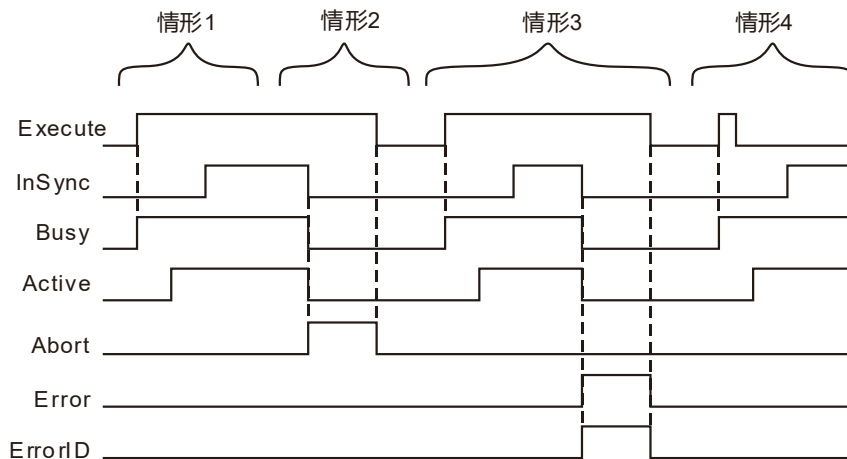 情形1 情形2 情形3 情形4
Execute
InSync
Busy
Active
Abort
Error
ErrorID